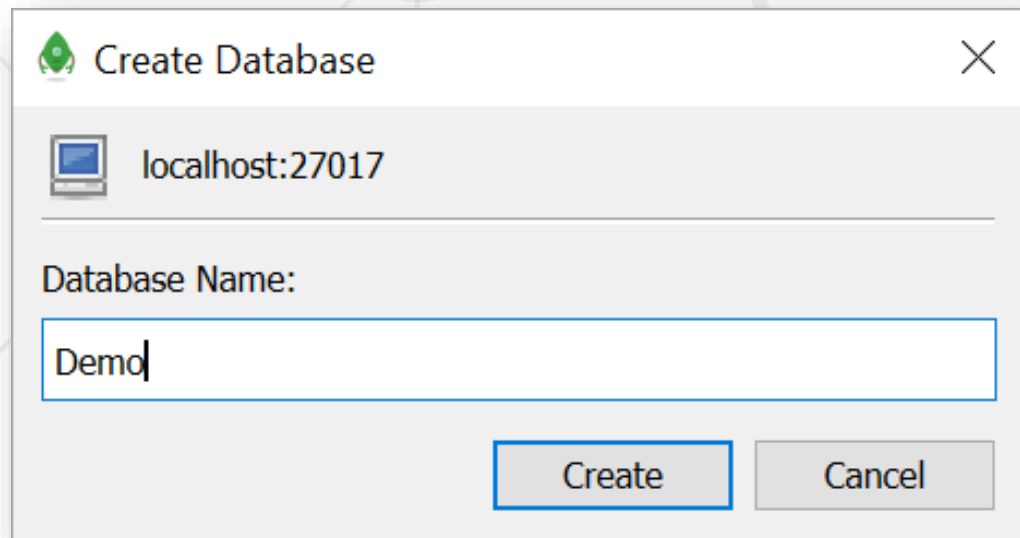 Create Database
localhost:27017
Database Name:
Demo
Create Cancel